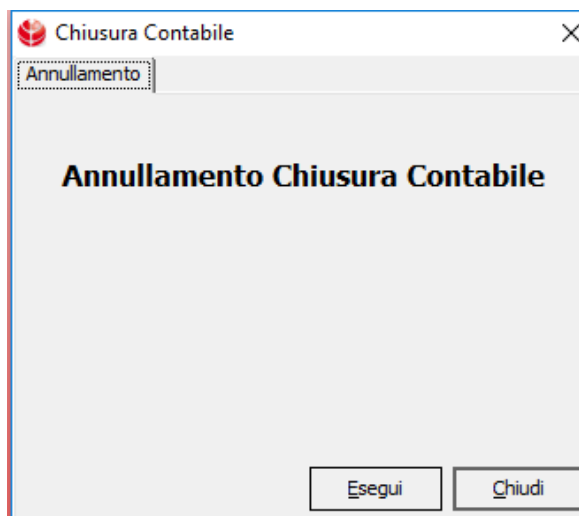 Chiusura Contabile
Annullamento
Annullamento Chiusura Contabile
Esegui Chiudi